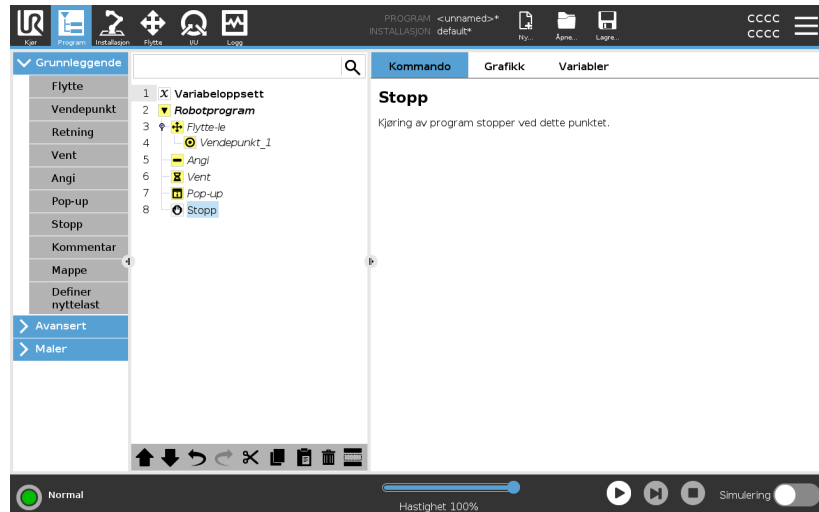 UR
PROGRAM <unnamed>*
INSTALLASJON default*
CCCC
CCCC
Kjør
Program
Installasjon
Flytte
I/U
Logg
Ny...
Åpne...
Lagre...
Grunnleggende
Flytte
Vendepunkt
Retning
Vent
Angi
Pop-up
Stopp
Kommentar
Mappe
Definer
nyttelast
Avansert
Maler
1 X Variabeloppsett
2 Robotprogram
3 Flytte-le
4 Vendepunkt_1
5 Angi
6 Vent
7 Pop-up
8 Stopp
Kommando Grafikk Variabler
Stopp
Kjøring av program stopper ved dette punktet.
Normal
Hastighet 100%
Simulering